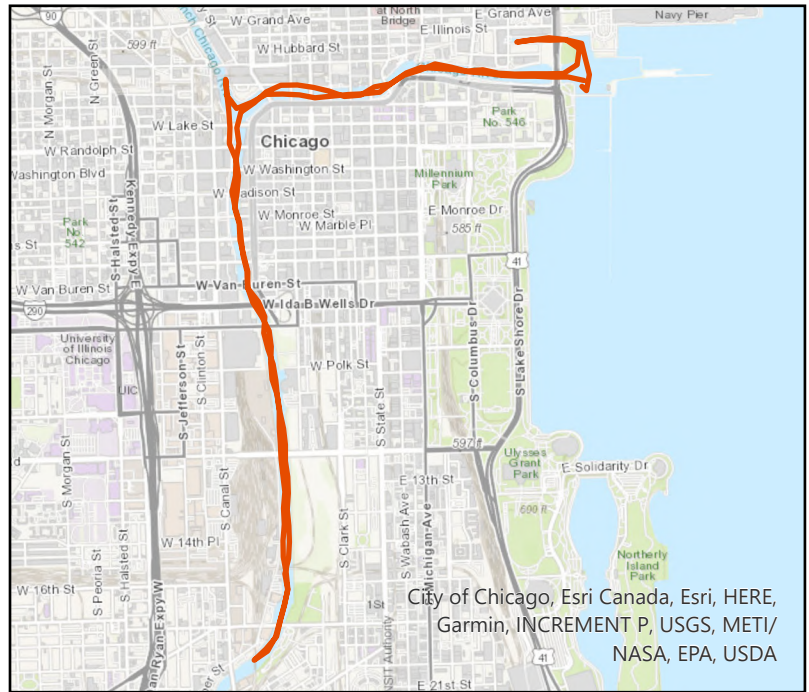 90
599 ft
W Grand Ave
at North
Bridge
E Grand Ave
Navy Pier
E Illinois St
W Hubbard St
N Morgan St
N Green St
W Lake St
Chicago
Park
No. 546
W Randolph St
Washington Blvd
W Washington St
Millennium
Park
W Madison St
W Monroe St
W Marble Pl
E Monroe Dr
585 ft
Park
No.
542
S Halsted St
Kennedy Expy E
41
W Van Buren St
W Van Buren St
W Ida B Wells Dr
290
S Columbus Dr
S Lake Shore Dr
University
of Illinois
Chicago
UIC
S Jefferson St
S Clinton St
W Polk St
S State St
597 ft
Ulysses
Grant
Park
E Solidarity Dr
S Morgan St
S Canal St
E 13th St
600 ft
W 14th Pl
S Clark St
S Wabash Ave
S Michigan Ave
Northerly
Island
Park
W 16th St
S Peoria St
S Halsted St
Ryan Expy W
E 21st St
41
City of Chicago, Esri Canada, Esri, HERE,
Garmin, INCREMENT P, USGS, METI/
NASA, EPA, USDA